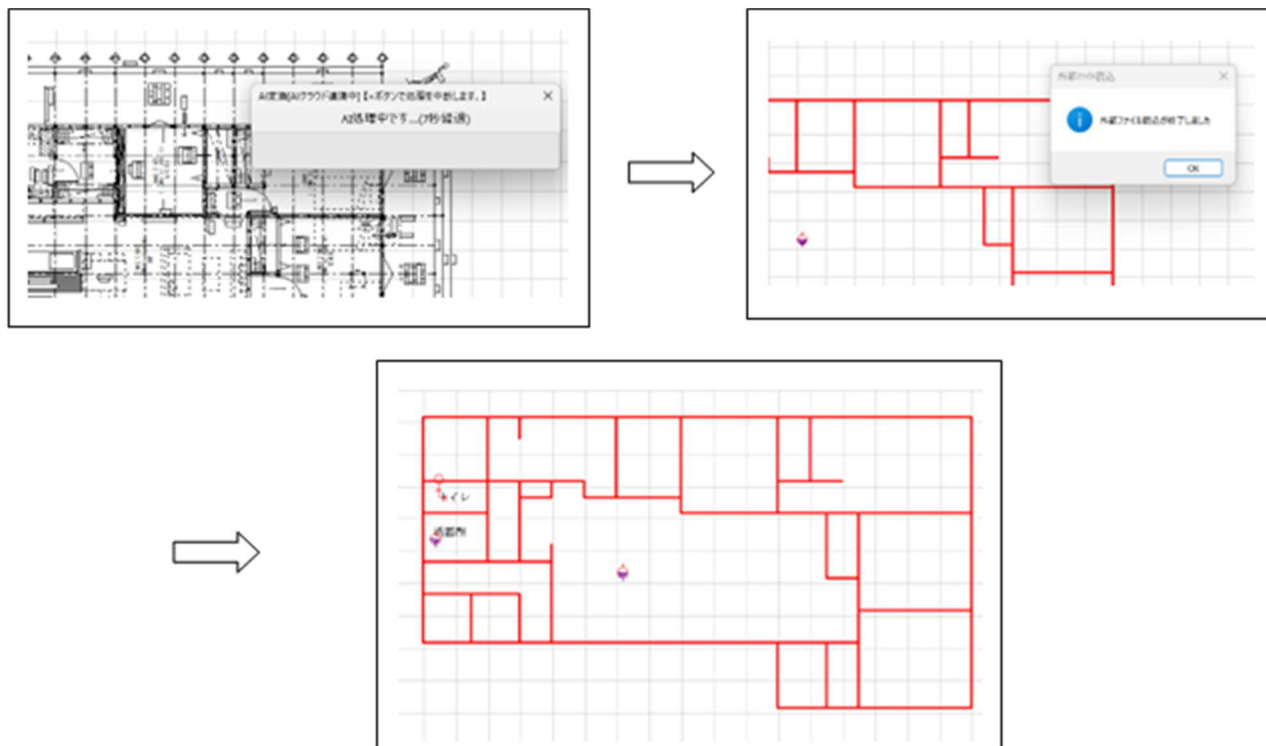 AI変換[AIクラウド連携中]【×ボタンで処理を中断します。】
AI処理中です...(7秒経過)
外部ファイル読込
外部ファイル読込が終了しました
OK
トイレ
洗面所